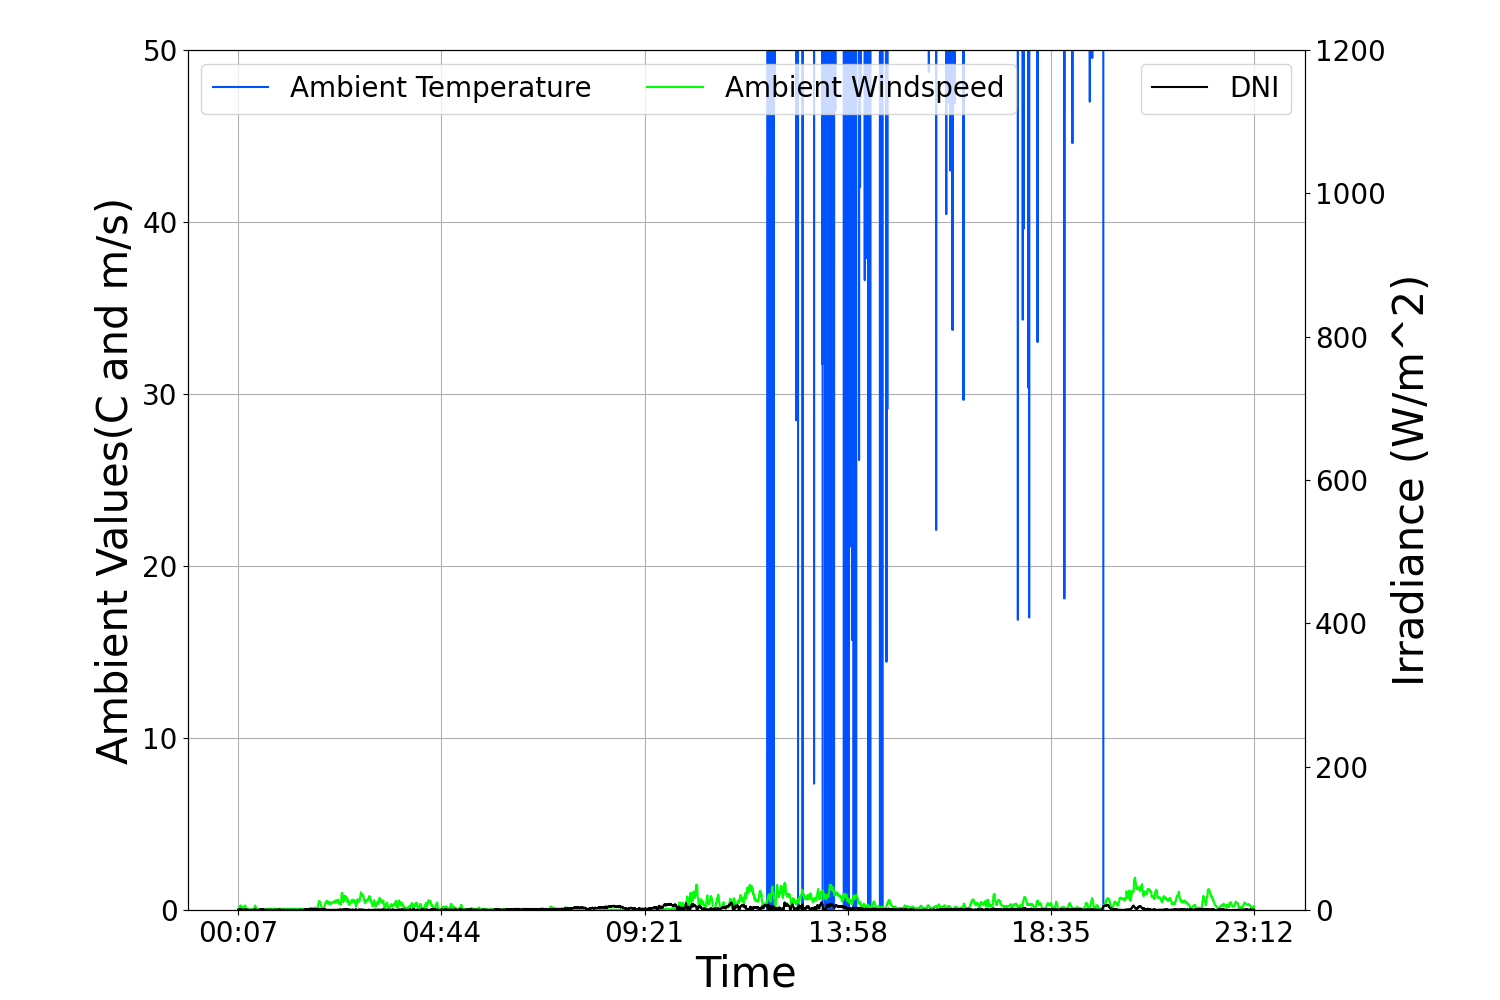 Ambient Temperature Ambient Windspeed DNI
Ambient Values(C and m/s)
50
40
30
20
10
0
1200
1000
800
600
400
200
0
Irradiance (W/m^2)
00:07 04:44 09:21 13:58 18:35 23:12
Time